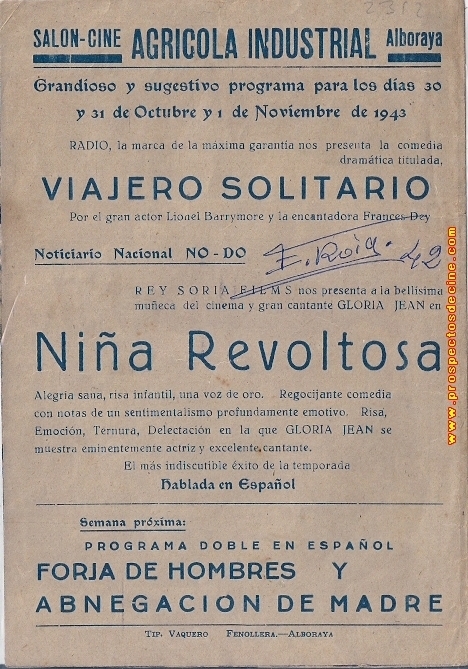 2312
SALON-CINE AGRICOLA INDUSTRIAL Alboraya
Grandioso y sugestivo programa para los días 30
y 31 de Octubre y 1 de Noviembre de 1943
RADIO, la marca de la máxima garantía nos presenta la comedia
dramática titulada,
VIAJERO SOLITARIO
Por el gran actor Lionel Barrymore y la encantadora Frances Dey
Noticiario Nacional NO-DO
F. Roig. 42
REY SORIA FILMS nos presenta a la bellísima
muñeca del cinema y gran cantante GLORIA JEAN en
Niña Revoltosa
Alegria sana, risa infantil, una voz de oro. Regocijante comedia
con notas de un sentimentalismo profundamente emotivo. Risa,
Emoción, Ternura, Delectación en la que GLORIA JEAN se
muestra eminentemente actriz y excelente cantante.
El más indiscutible éxito de la temporada
Hablada en Español
Semana próxima:
PROGRAMA DOBLE EN ESPAÑOL
FORJA DE HOMBRES Y
ABNEGACION DE MADRE
TIP. VAQUERO FENOLLERA.—ALBORAYA
www.prospectosdecine.com